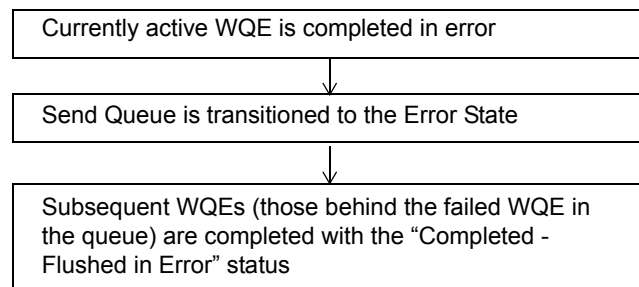 Currently active WQE is completed in error
Send Queue is transitioned to the Error State
Subsequent WQEs (those behind the failed WQE in
the queue) are completed with the “Completed -
Flushed in Error” status